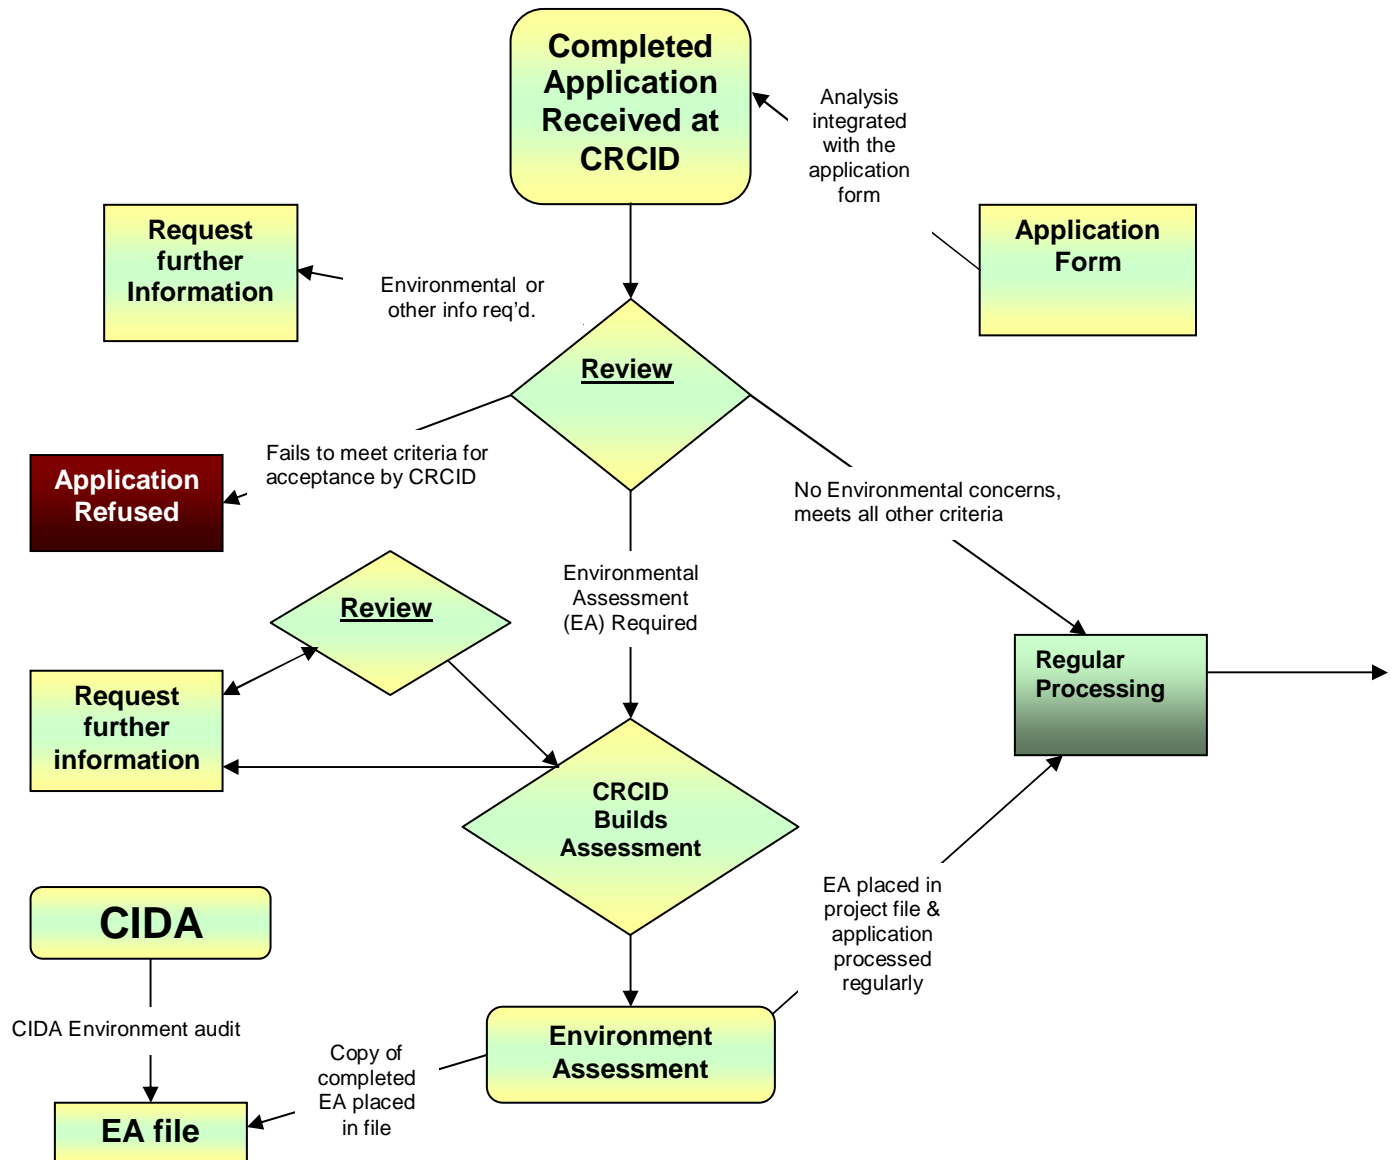 Completed
Application
Received at
CRCID
Analysis
integrated
with the
application
form
Request
further
Information
Application
Form
Environmental or
other info req'd.
Review
Fails to meet criteria for
acceptance by CRCID
Application
Refused
No Environmental concerns,
meets all other criteria
Environmental
Assessment
(EA) Required
Review
Regular
Processing
Request
further
information
CRCID
Builds
Assessment
EA placed in
project file &
application
processed
regularly
CIDA
CIDA Environment audit
Environment
Assessment
Copy of
completed
EA placed
in file
EA file